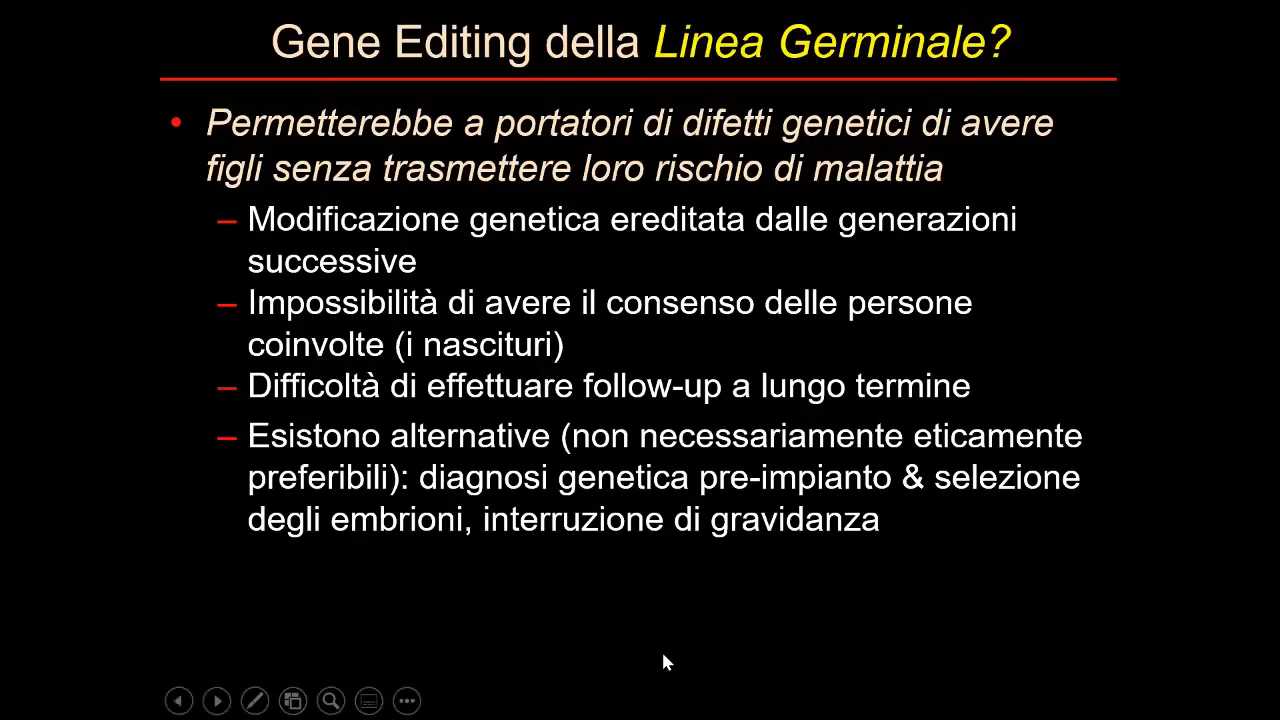 Gene Editing della Linea Germinale?
• Permetterebbe a portatori di difetti genetici di avere
figli senza trasmettere loro rischio di malattia
– Modificazione genetica ereditata dalle generazioni
successive
– Impossibilità di avere il consenso delle persone
coinvolte (i nascituri)
– Difficoltà di effettuare follow-up a lungo termine
– Esistono alternative (non necessariamente eticamente
preferibili): diagnosi genetica pre-impianto & selezione
degli embrioni, interruzione di gravidanza